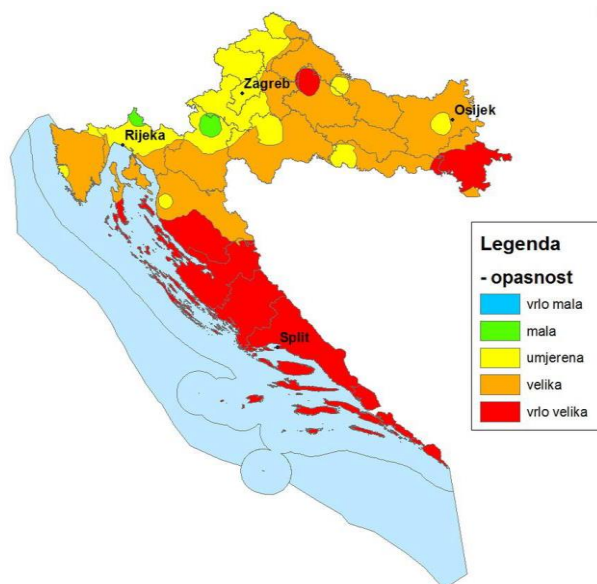 Zagreb
Osijek
Rijeka
Split
Legenda
- opasnost
vrlo mala
mala
umjerena
velika
vrlo velika